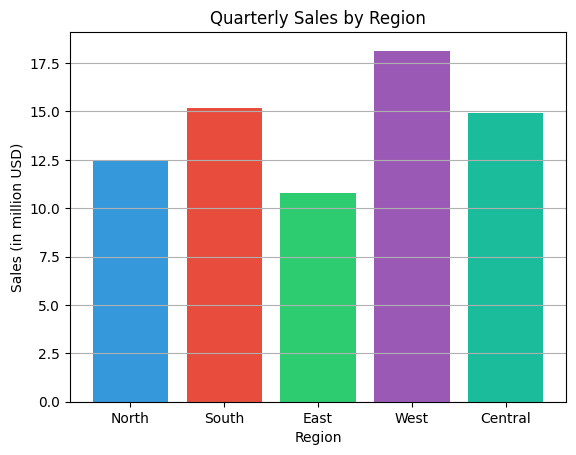 Quarterly Sales by Region
Sales (in million USD)
17.5
15.0
12.5
10.0
7.5
5.0
2.5
0.0
North South East West Central
Region